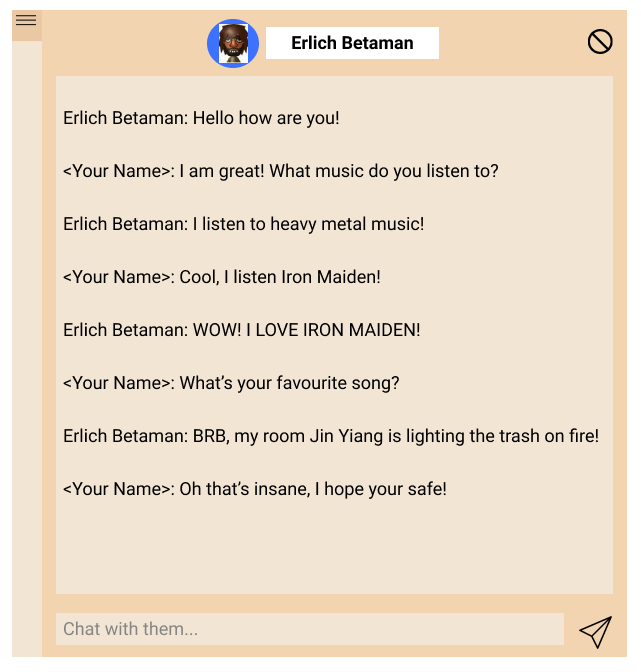 Erlich Betaman
Erlich Betaman: Hello how are you!
<Your Name>: I am great! What music do you listen to?
Erlich Betaman: I listen to heavy metal music!
<Your Name>: Cool, I listen Iron Maiden!
Erlich Betaman: WOW! I LOVE IRON MAIDEN!
<Your Name>: What’s your favourite song?
Erlich Betaman: BRB, my room Jin Yiang is lighting the trash on fire!
<Your Name>: Oh that’s insane, I hope your safe!
Chat with them...